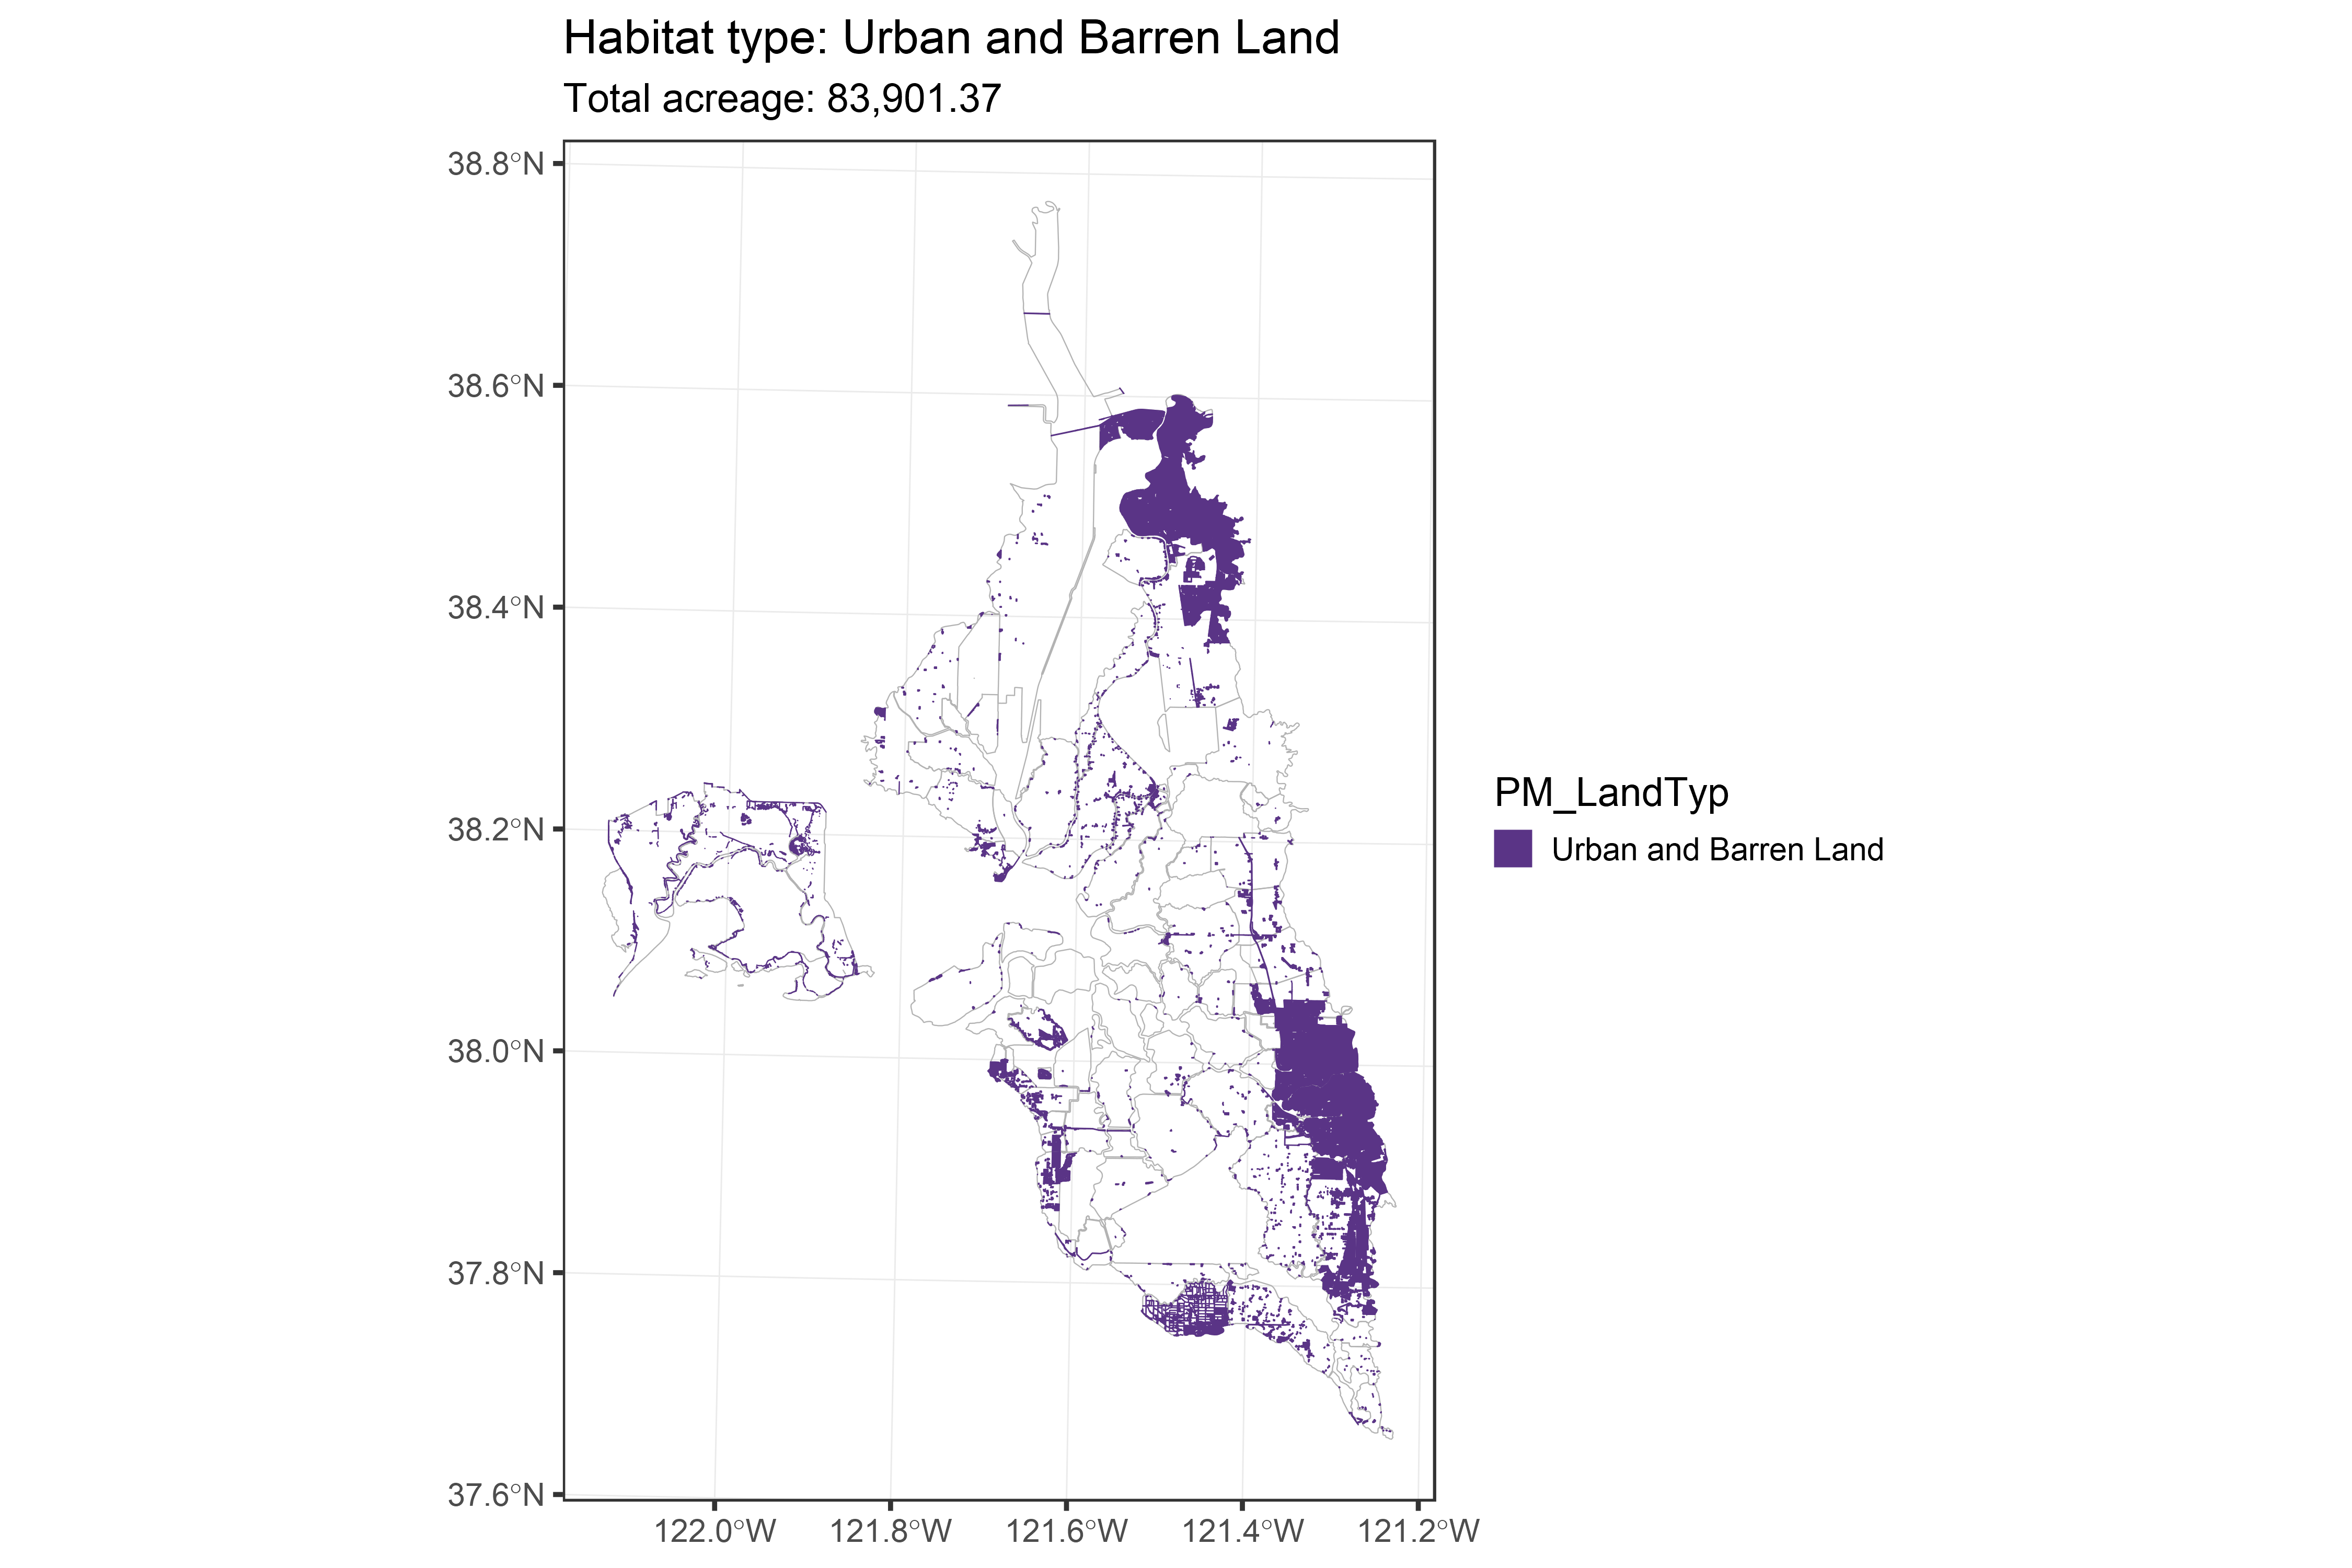 Habitat type: Urban and Barren Land
Total acreage: 83,901.37
38.8°N
38.6°N
38.4°N
38.2°N
38.0°N
37.8°N
37.6°N
122.0°W
121.8°W
121.6°W
121.4°W
121.2°W
PM_LandTyp
Urban and Barren Land